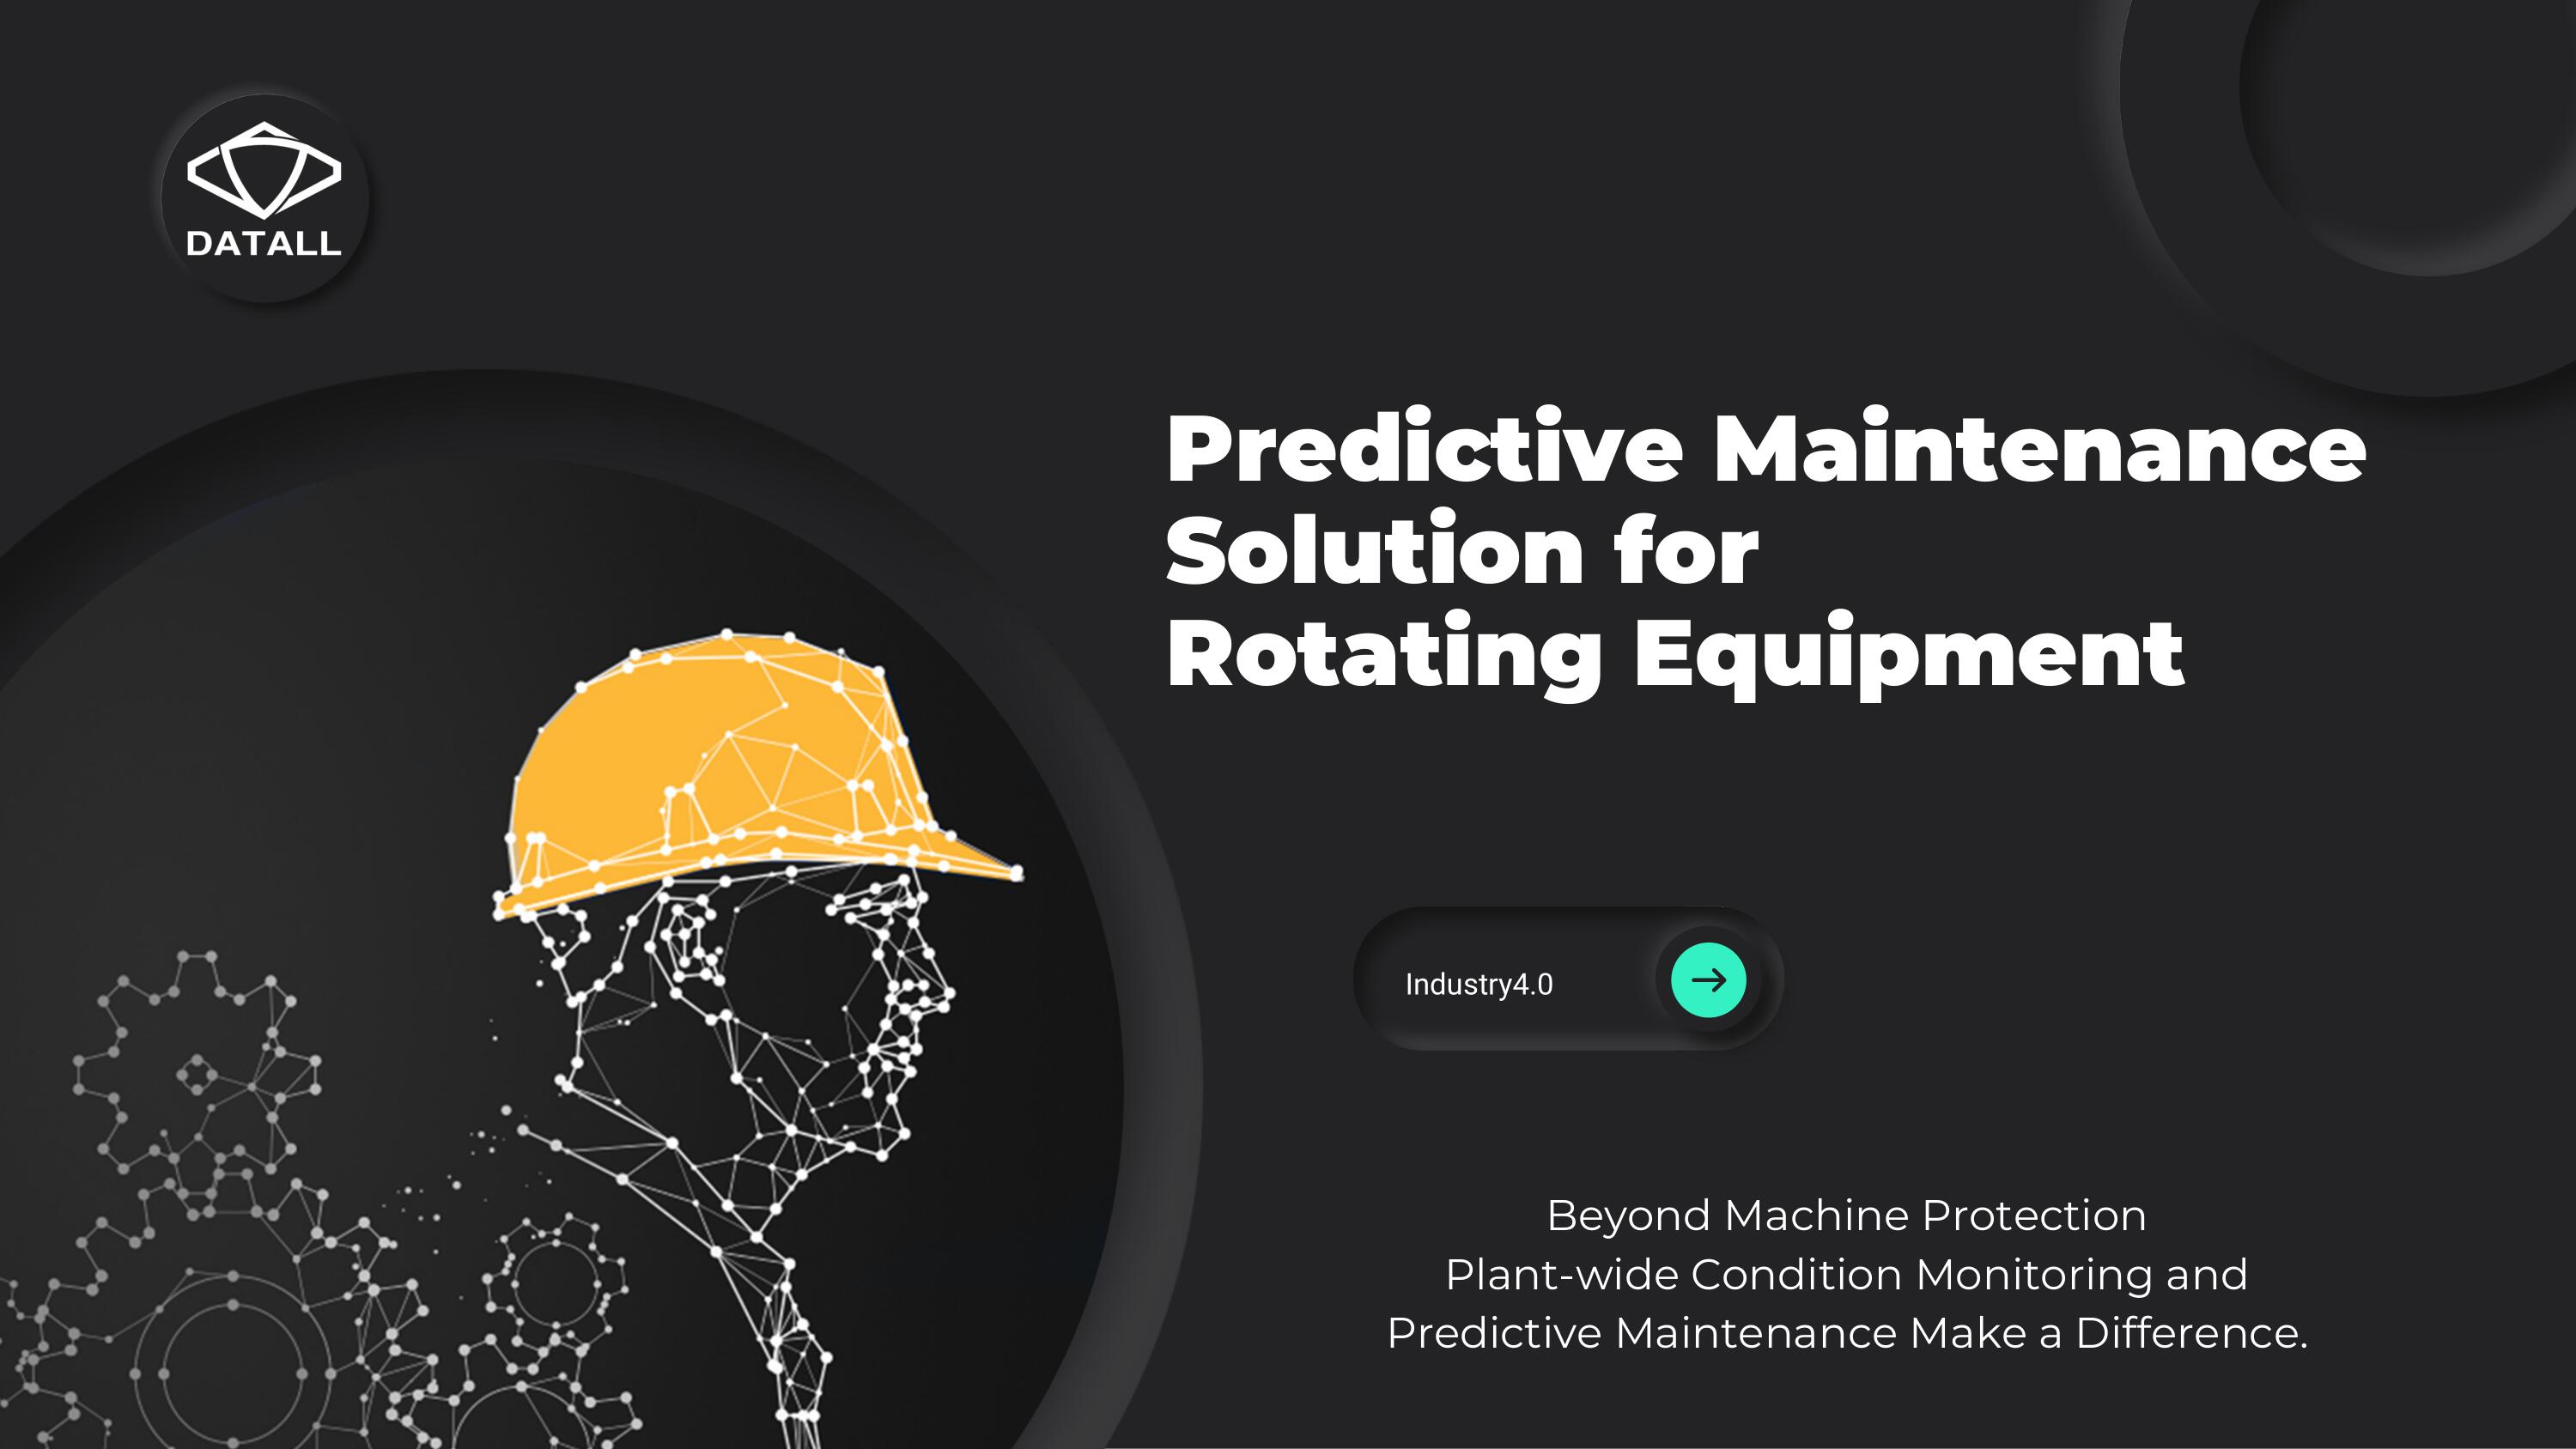 DATALL
Predictive Maintenance
Solution for
Rotating Equipment
Industry4.0
Beyond Machine Protection
Plant-wide Condition Monitoring and
Predictive Maintenance Make a Difference.